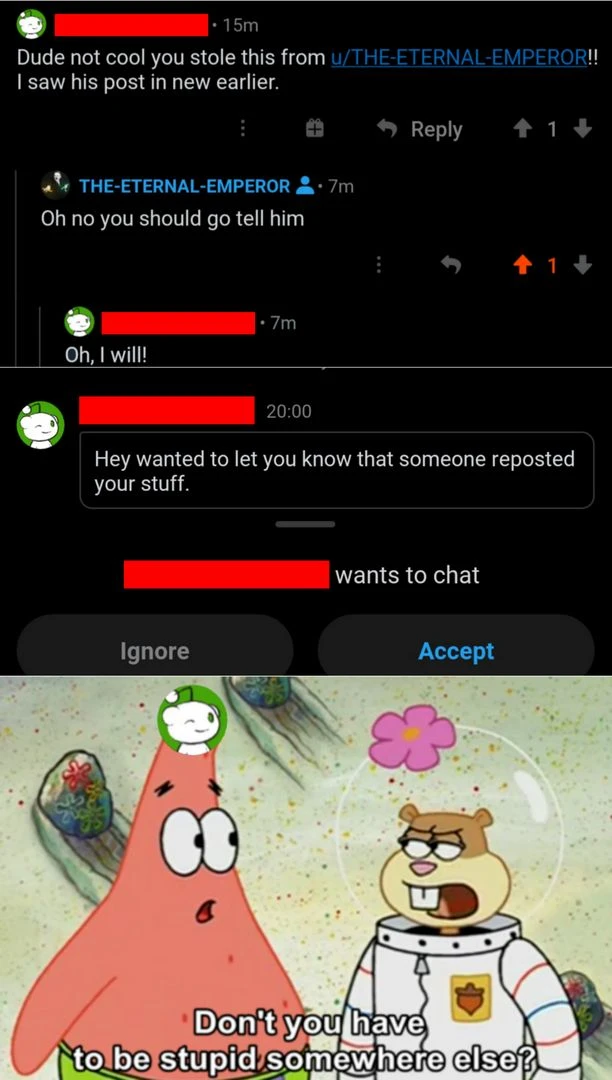 • 15m
Dude not cool you stole this from u/THE-ETERNAL-EMPEROR!!
I saw his post in new earlier.
Reply 1
THE-ETERNAL-EMPEROR • 7m
Oh no you should go tell him
1
• 7m
Oh, I will!
20:00
Hey wanted to let you know that someone reposted
your stuff.
wants to chat
Ignore Accept
Don't you have
to be stupid somewhere else?